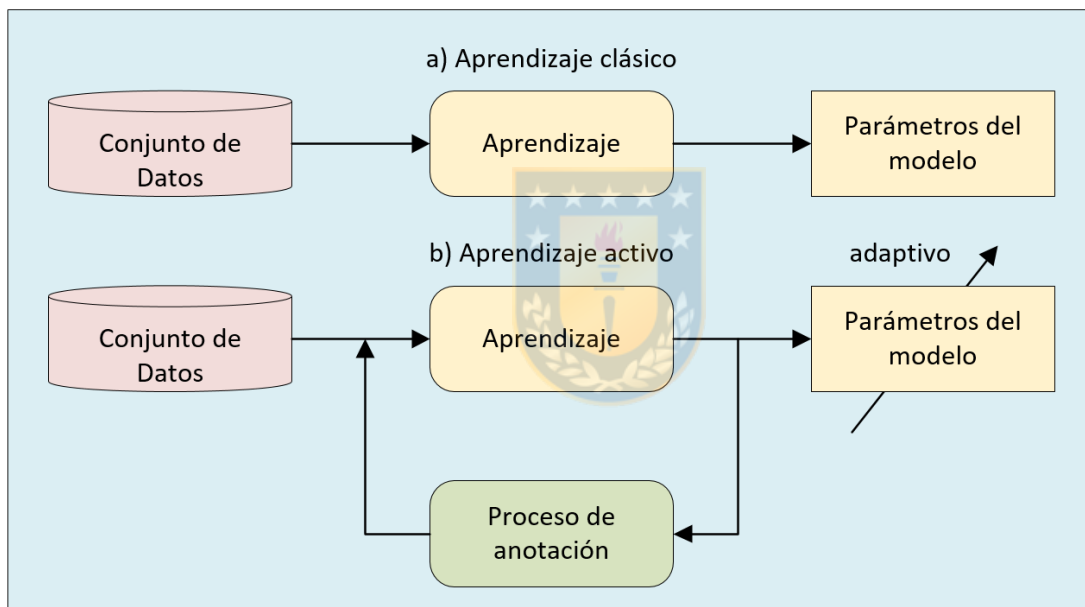 a) Aprendizaje clásico
Conjunto de
Datos
Aprendizaje
Parámetros del
modelo
b) Aprendizaje activo
adaptivo
Conjunto de
Datos
Aprendizaje
Parámetros del
modelo
Proceso de
anotación